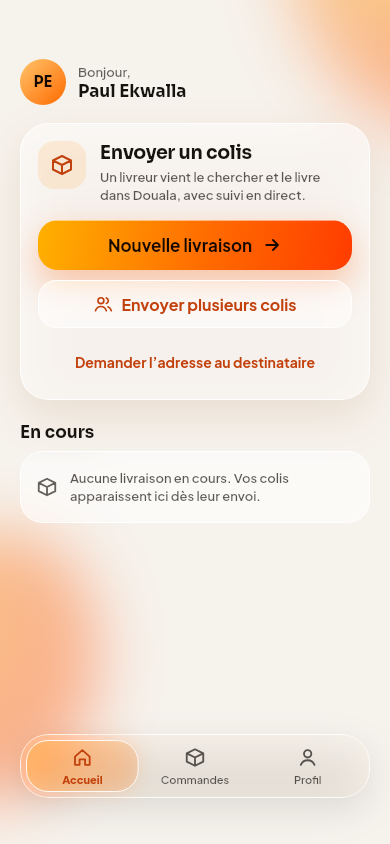 PE
Bonjour,
Paul Ekwalla
Envoyer un colis
Un livreur vient le chercher et le livre
dans Douala, avec suivi en direct.
Nouvelle livraison →
Envoyer plusieurs colis
Demander l’adresse au destinataire
En cours
Aucune livraison en cours. Vos colis
apparaissent ici dès leur envoi.
Accueil
Commandes
Profil